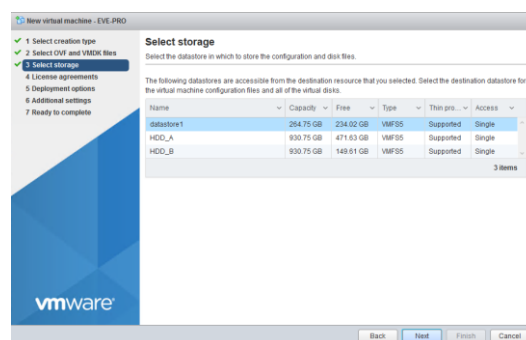 New virtual machine - EVE-PRO
1 Select creation type
2 Select OVF and VMDK files
3 Select storage
4 License agreements
5 Deployment options
6 Additional settings
7 Ready to complete
vmware
Select storage
Select the datastore in which to store the configuration and disk files.
The following datastores are accessible from the destination resource that you selected. Select the destination datastore for
the virtual machine configuration files and all of the virtual disks.
Name Capacity Free Type Thin pro... Access
datastore1 264.75 GB 234.02 GB VMFS5 Supported Single
HDD_A 930.75 GB 471.63 GB VMFS5 Supported Single
HDD_B 930.75 GB 149.61 GB VMFS5 Supported Single
3 items
Back Next Finish Cancel